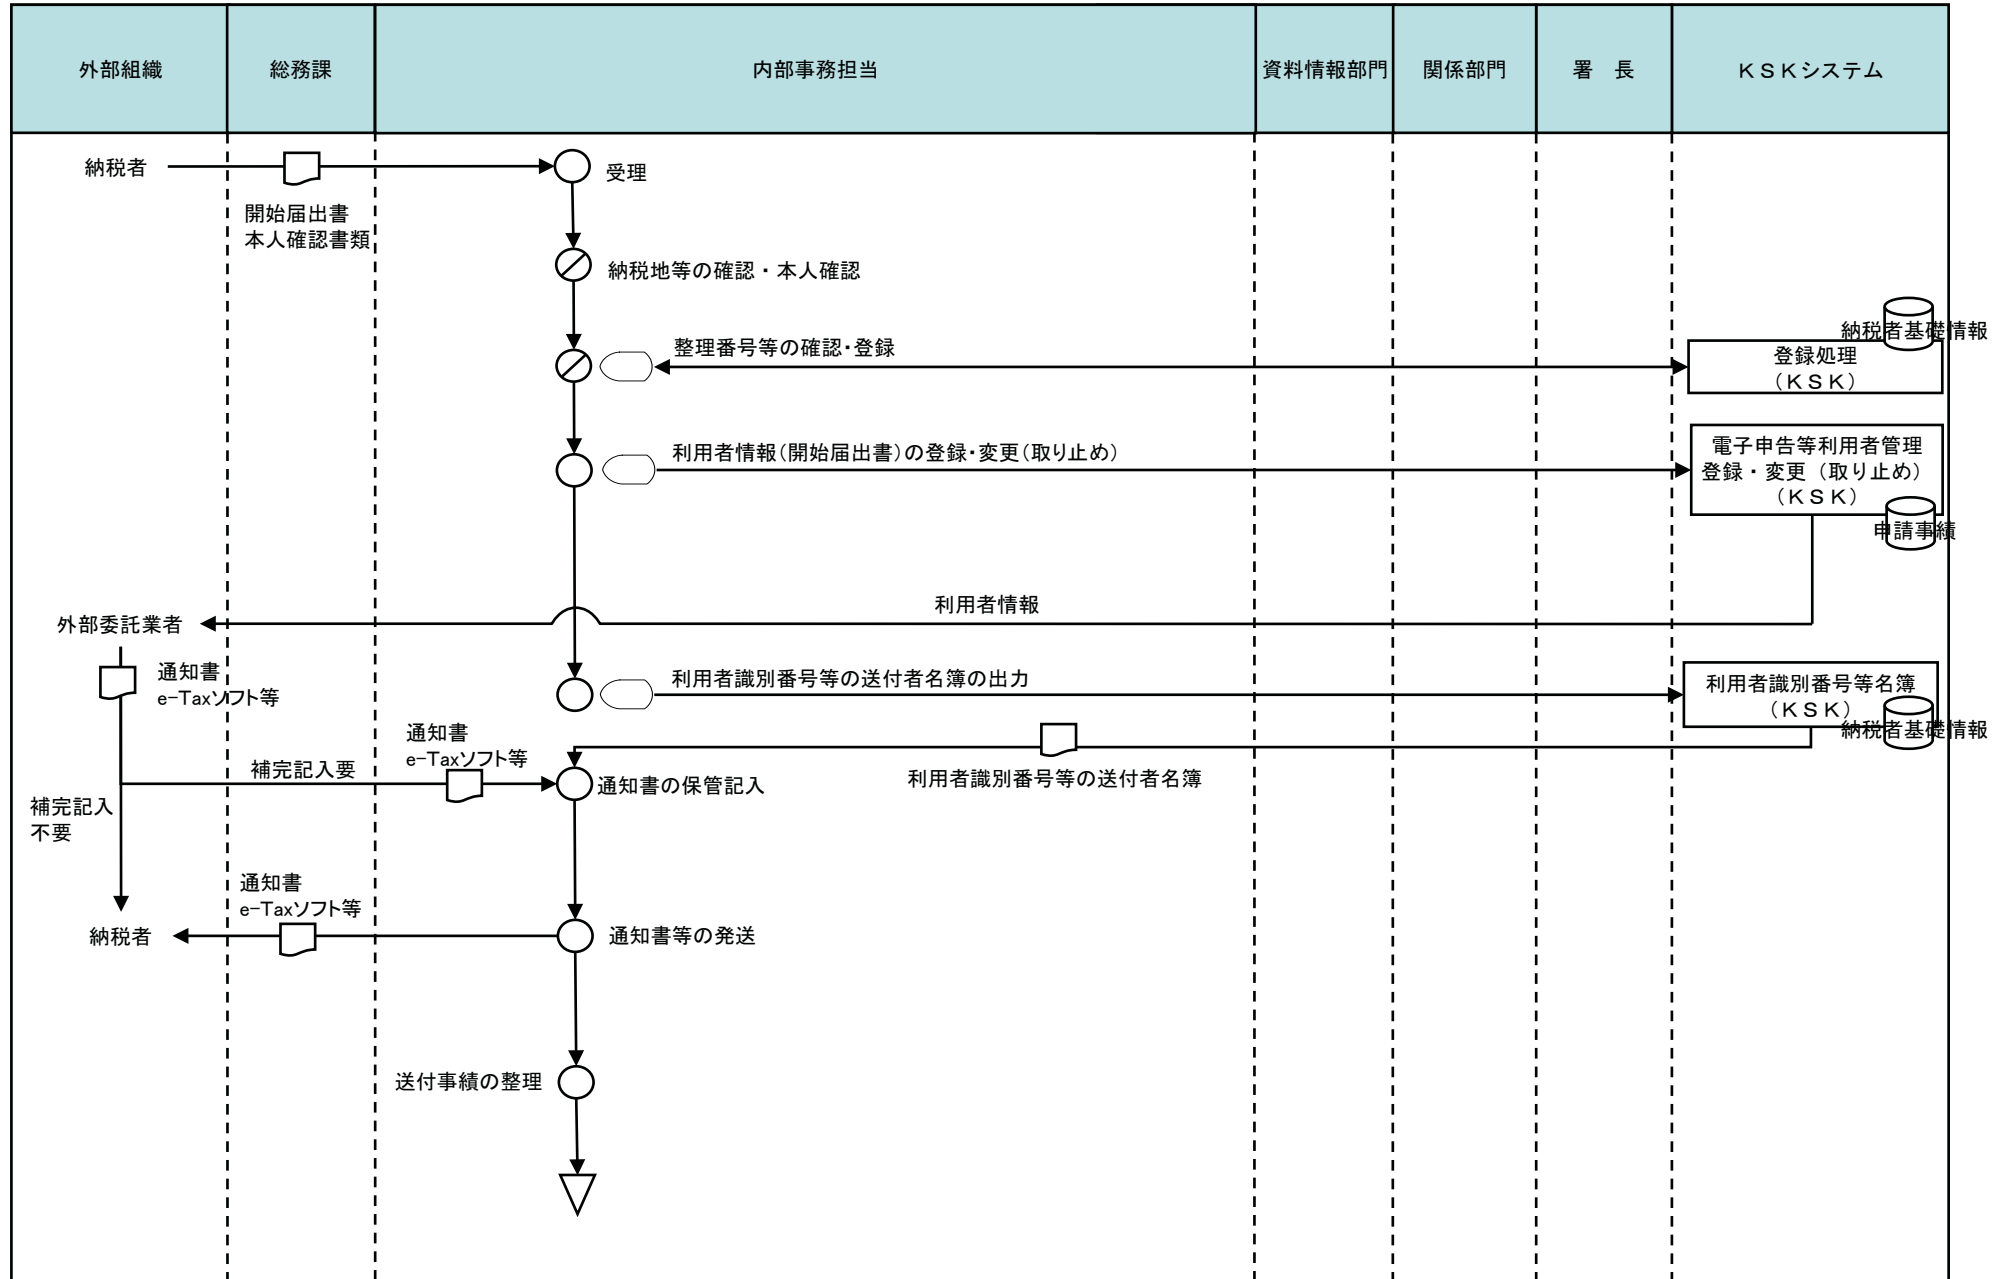 外部組織
総務課
内部事務担当
資料情報部門
関係部門
署　長
ＫＳＫシステム
納税者
受理
開始届出書
本人確認書類
納税地等の確認・本人確認
納税者基礎情報
整理番号等の確認・登録
登録処理
（ＫＳＫ）
利用者情報（開始届出書）の登録・変更（取り止め）
電子申告等利用者管理
登録・変更（取り止め）
（ＫＳＫ）
申請事績
利用者情報
外部委託業者
通知書
e-Taxソフト等
利用者識別番号等の送付者名簿の出力
利用者識別番号等名簿
（ＫＳＫ）
納税者基礎情報
通知書
e-Taxソフト等
補完記入要
通知書の保管記入
利用者識別番号等の送付者名簿
補完記入
不要
通知書
e-Taxソフト等
納税者
通知書等の発送
送付事績の整理